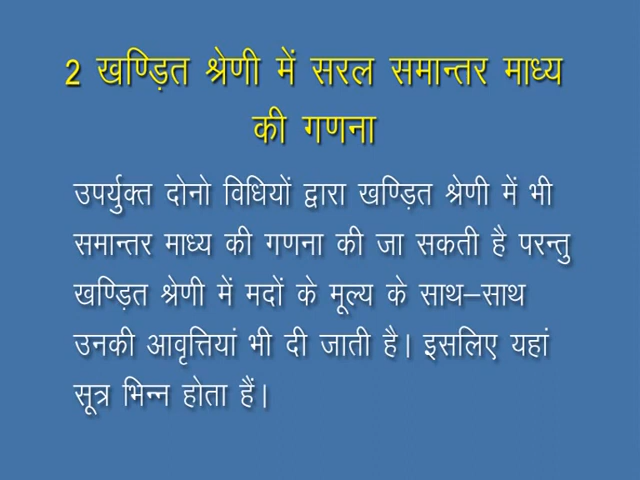 2 खण्ड़ित श्रेणी में सरल समान्तर माध्य
की गणना
उपर्युक्त दोनो विधियों द्वारा खण्ड़ित श्रेणी में भी
समान्तर माध्य की गणना की जा सकती है परन्तु
खण्ड़ित श्रेणी में मदों के मूल्य के साथ–साथ
उनकी आवृत्तियां भी दी जाती है। इसलिए यहां
सूत्र भिन्न होता हैं।